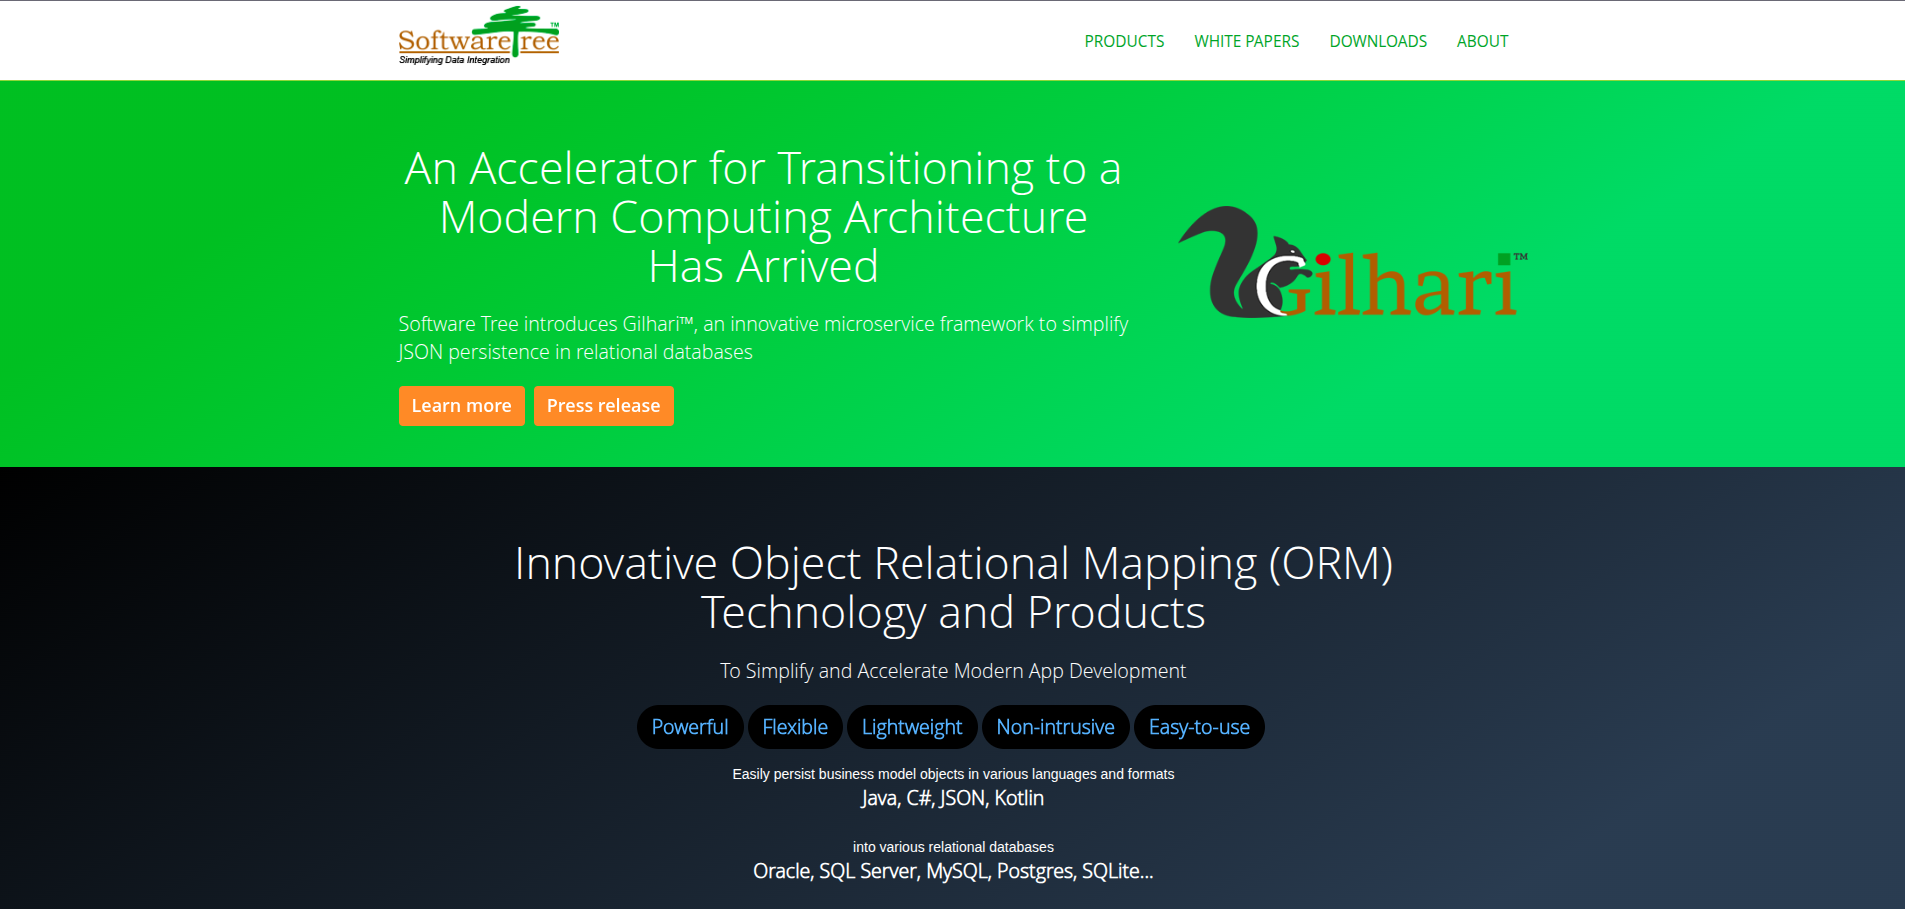 SoftwareTree™
Simplifying Data Integration
PRODUCTS WHITE PAPERS DOWNLOADS ABOUT
An Accelerator for Transitioning to a
Modern Computing Architecture
Has Arrived
Software Tree introduces Gilhari™, an innovative microservice framework to simplify
JSON persistence in relational databases
Learn more Press release
Gilhari™
Innovative Object Relational Mapping (ORM)
Technology and Products
To Simplify and Accelerate Modern App Development
Powerful Flexible Lightweight Non-intrusive Easy-to-use
Easily persist business model objects in various languages and formats
Java, C#, JSON, Kotlin
into various relational databases
Oracle, SQL Server, MySQL, Postgres, SQLite...